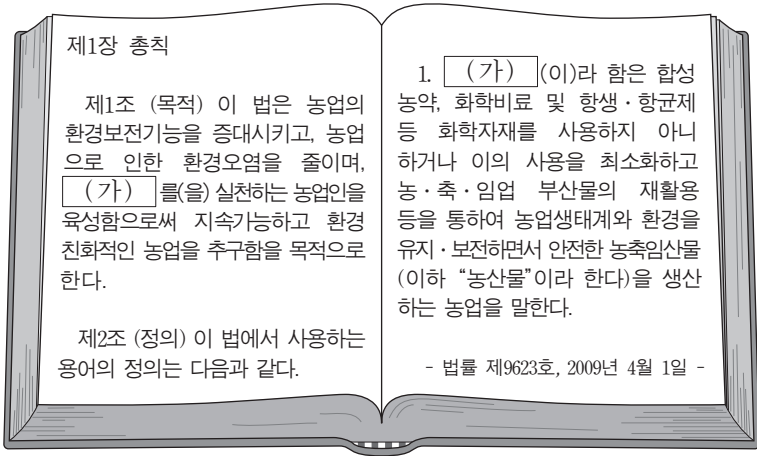 제1장 총칙
제1조 (목적) 이 법은 농업의
환경보전기능을 증대시키고, 농업
으로 인한 환경오염을 줄이며,
(가) 를(을) 실천하는 농업인을
육성함으로써 지속가능하고 환경
친화적인 농업을 추구함을 목적으로
한다.
제2조 (정의) 이 법에서 사용하는
용어의 정의는 다음과 같다.
1. (가) (이)라 함은 합성
농약, 화학비료 및 항생·항균제
등 화학자재를 사용하지 아니
하거나 이의 사용을 최소화하고
농·축·임업 부산물의 재활용
등을 통하여 농업생태계와 환경을
유지·보전하면서 안전한 농축임산물
(이하 "농산물"이라 한다)을 생산
하는 농업을 말한다.
- 법률 제9623호, 2009년 4월 1일 -